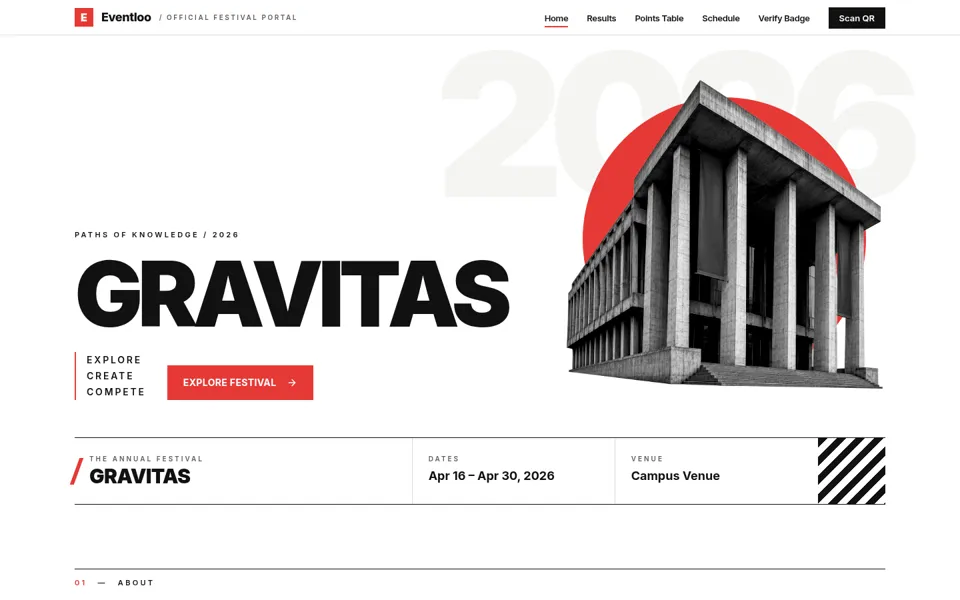 E Eventloo / OFFICIAL FESTIVAL PORTAL
Home Results Points Table Schedule Verify Badge Scan QR
2026
PATHS OF KNOWLEDGE / 2026
GRAVITAS
EXPLORE
CREATE
COMPETE
EXPLORE FESTIVAL →
THE ANNUAL FESTIVAL
/ GRAVITAS
DATES
Apr 16 – Apr 30, 2026
VENUE
Campus Venue
01 — ABOUT